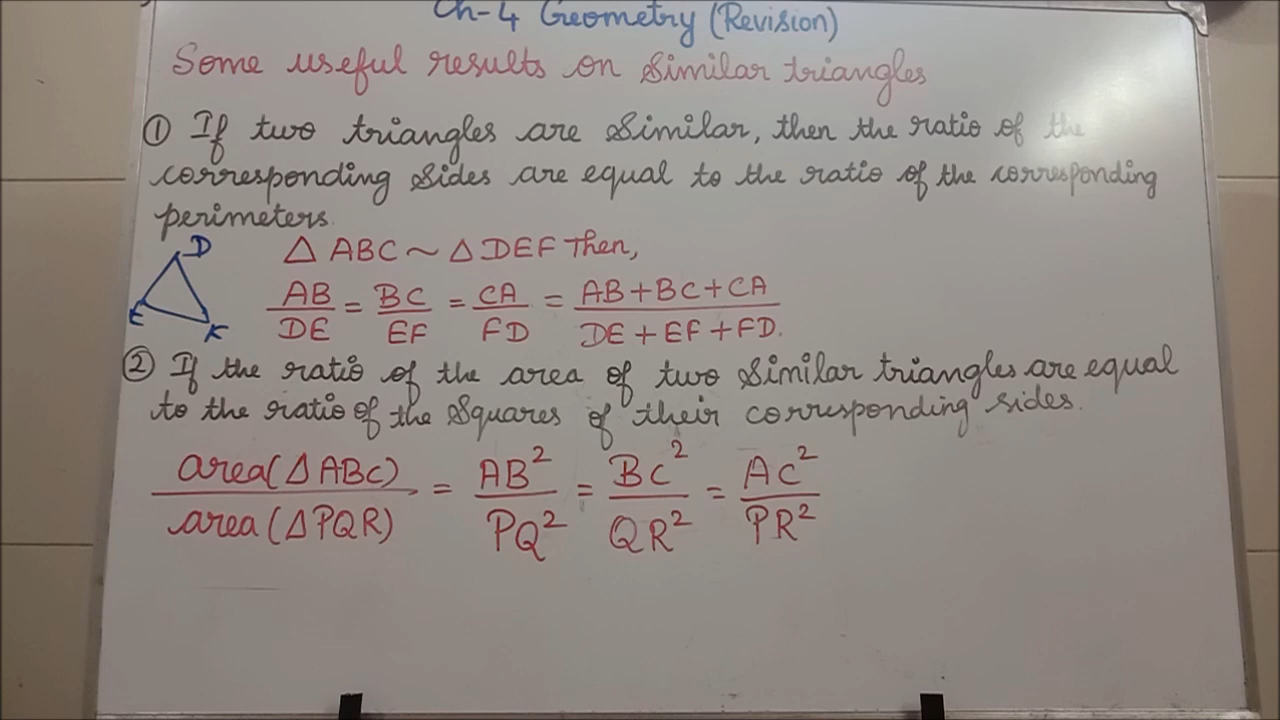 Ch-4 Geometry (Revision)
Some useful results on Similar triangles
① If two triangles are Similar, then the ratio of the
corresponding Sides are equal to the ratio of the corresponding
perimeters.
△ ABC ~ △ DEF Then,
AB/DE = BC/EF = CA/FD = AB+BC+CA/DE+EF+FD.
D
E
F
② If the ratio of the area of two Similar triangles are equal
to the ratio of the Squares of their corresponding sides.
area(△ABC)/area(△PQR) = AB²/PQ² = BC²/QR² = AC²/PR²